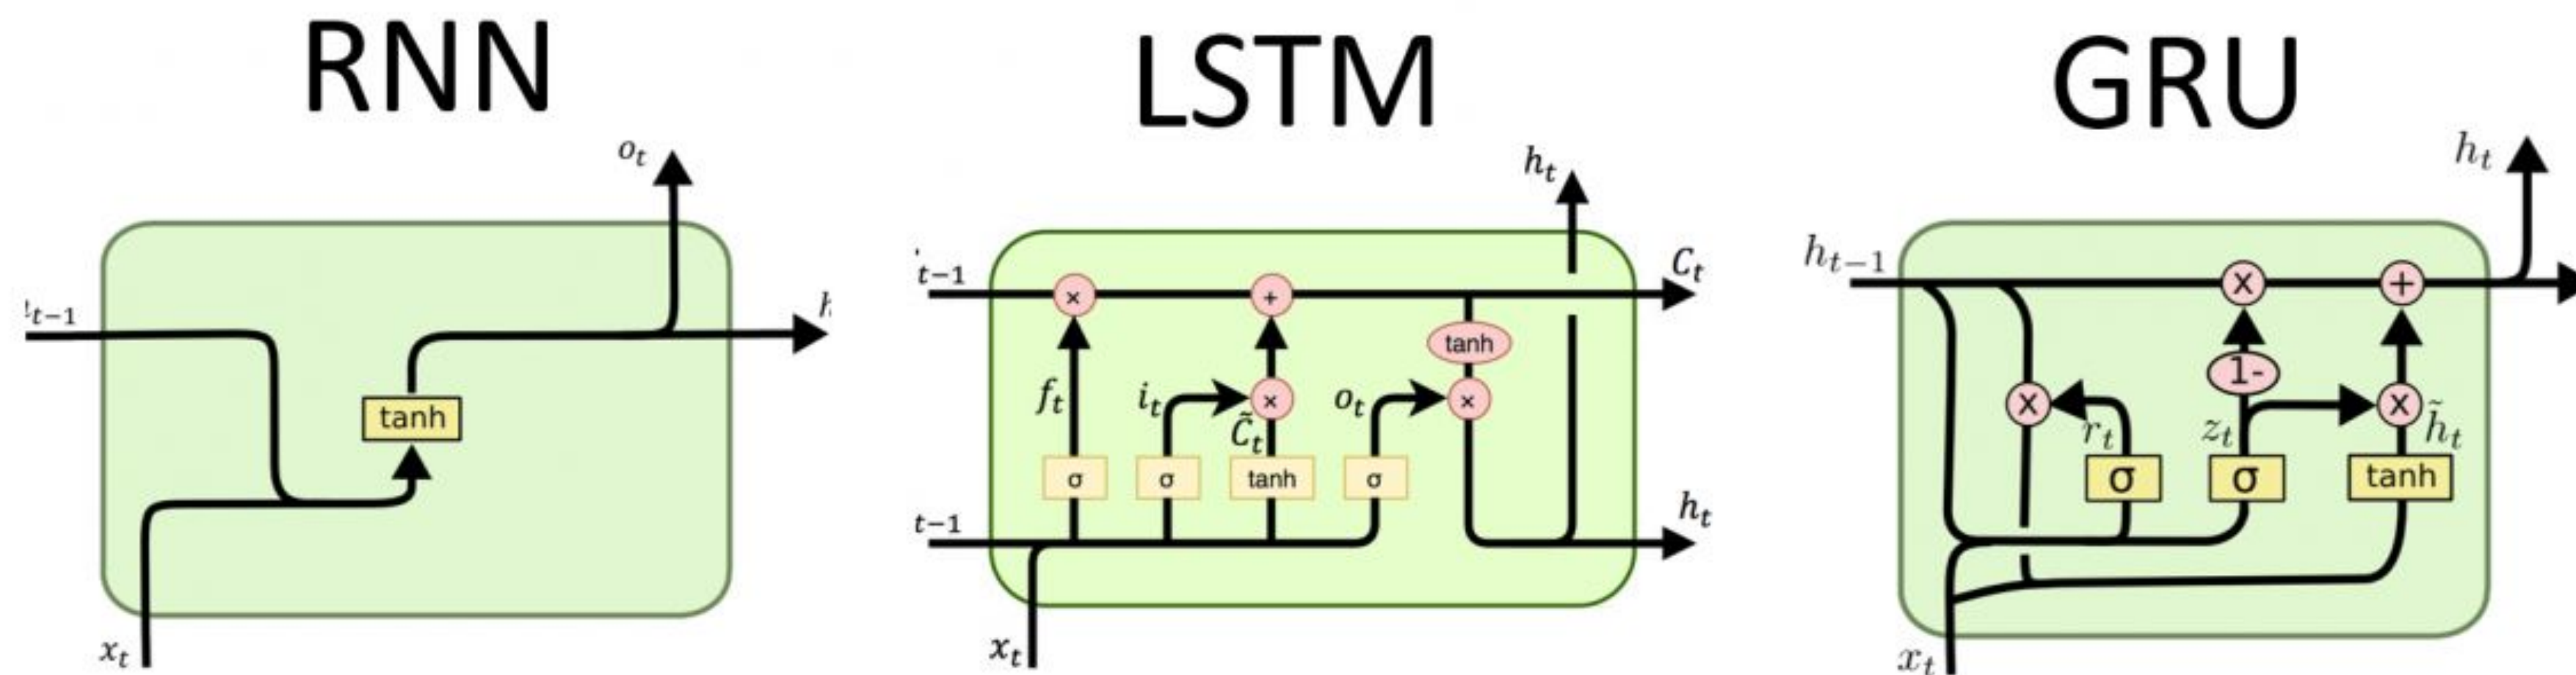 RNN
o_t
t-1
tanh
h
x_t
LSTM
h_t
t-1
C_t
×
+
tanh
f_t
i_t
×
o_t
×
C̃_t
σ
σ
tanh
σ
t-1
h_t
x_t
GRU
h_t
h_{t-1}
x
+
1-
x
r_t
z_t
x
h̃_t
σ
σ
tanh
x_t